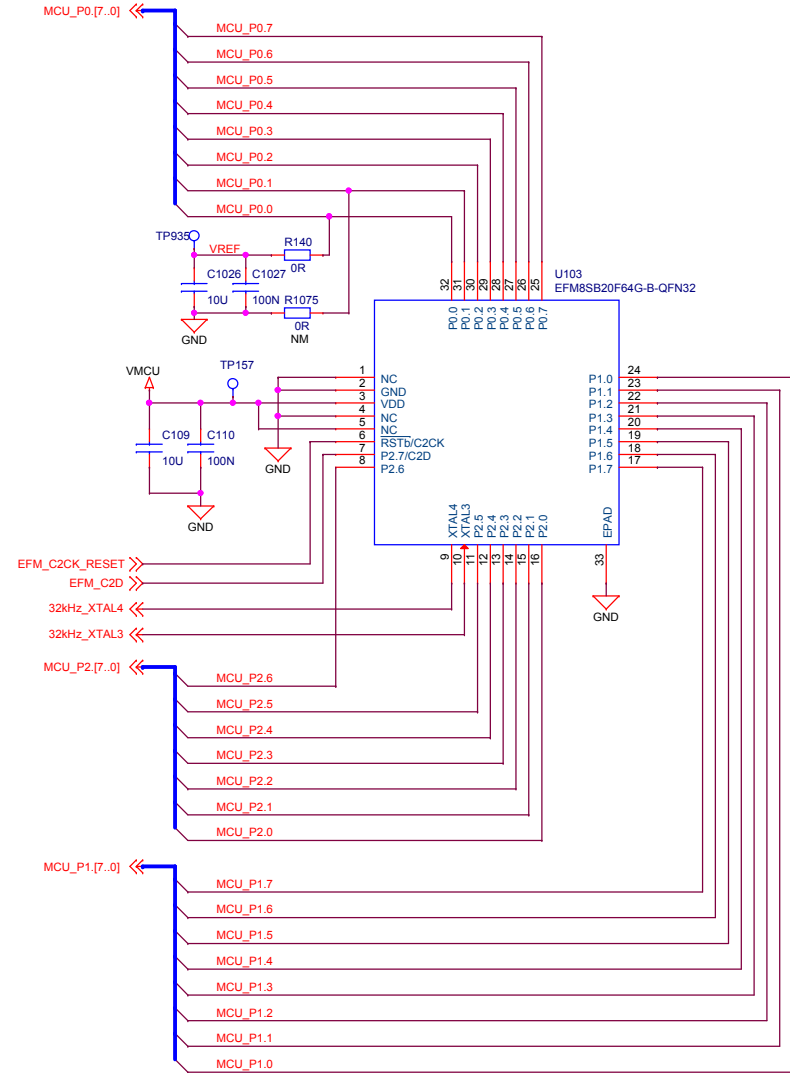 MCU_P0.[7..0]
MCU_P0.7
MCU_P0.6
MCU_P0.5
MCU_P0.4
MCU_P0.3
MCU_P0.2
MCU_P0.1
MCU_P0.0
TP935
VREF
R140
0R
C1026
10U
C1027
100N
R1075
0R
NM
GND
U103
EFM8SB20F64G-B-QFN32
32 31 30 29 28 27 26 25
P0.0 P0.1 P0.2 P0.3 P0.4 P0.5 P0.6 P0.7
VMCU
TP157
C109
10U
C110
100N
GND
GND
1 NC
2 GND
3 VDD
4 NC
5 NC
6 RSTb/C2CK
7 P2.7/C2D
8 P2.6
P1.0 24
P1.1 23
P1.2 22
P1.3 21
P1.4 20
P1.5 19
P1.6 18
P1.7 17
XTAL4 XTAL3 P2.5 P2.4 P2.3 P2.2 P2.1 P2.0 EPAD
9 10 11 12 13 14 15 16 33
GND
EFM_C2CK_RESET
EFM_C2D
32kHz_XTAL4
32kHz_XTAL3
MCU_P2.[7..0]
MCU_P2.6
MCU_P2.5
MCU_P2.4
MCU_P2.3
MCU_P2.2
MCU_P2.1
MCU_P2.0
MCU_P1.[7..0]
MCU_P1.7
MCU_P1.6
MCU_P1.5
MCU_P1.4
MCU_P1.3
MCU_P1.2
MCU_P1.1
MCU_P1.0